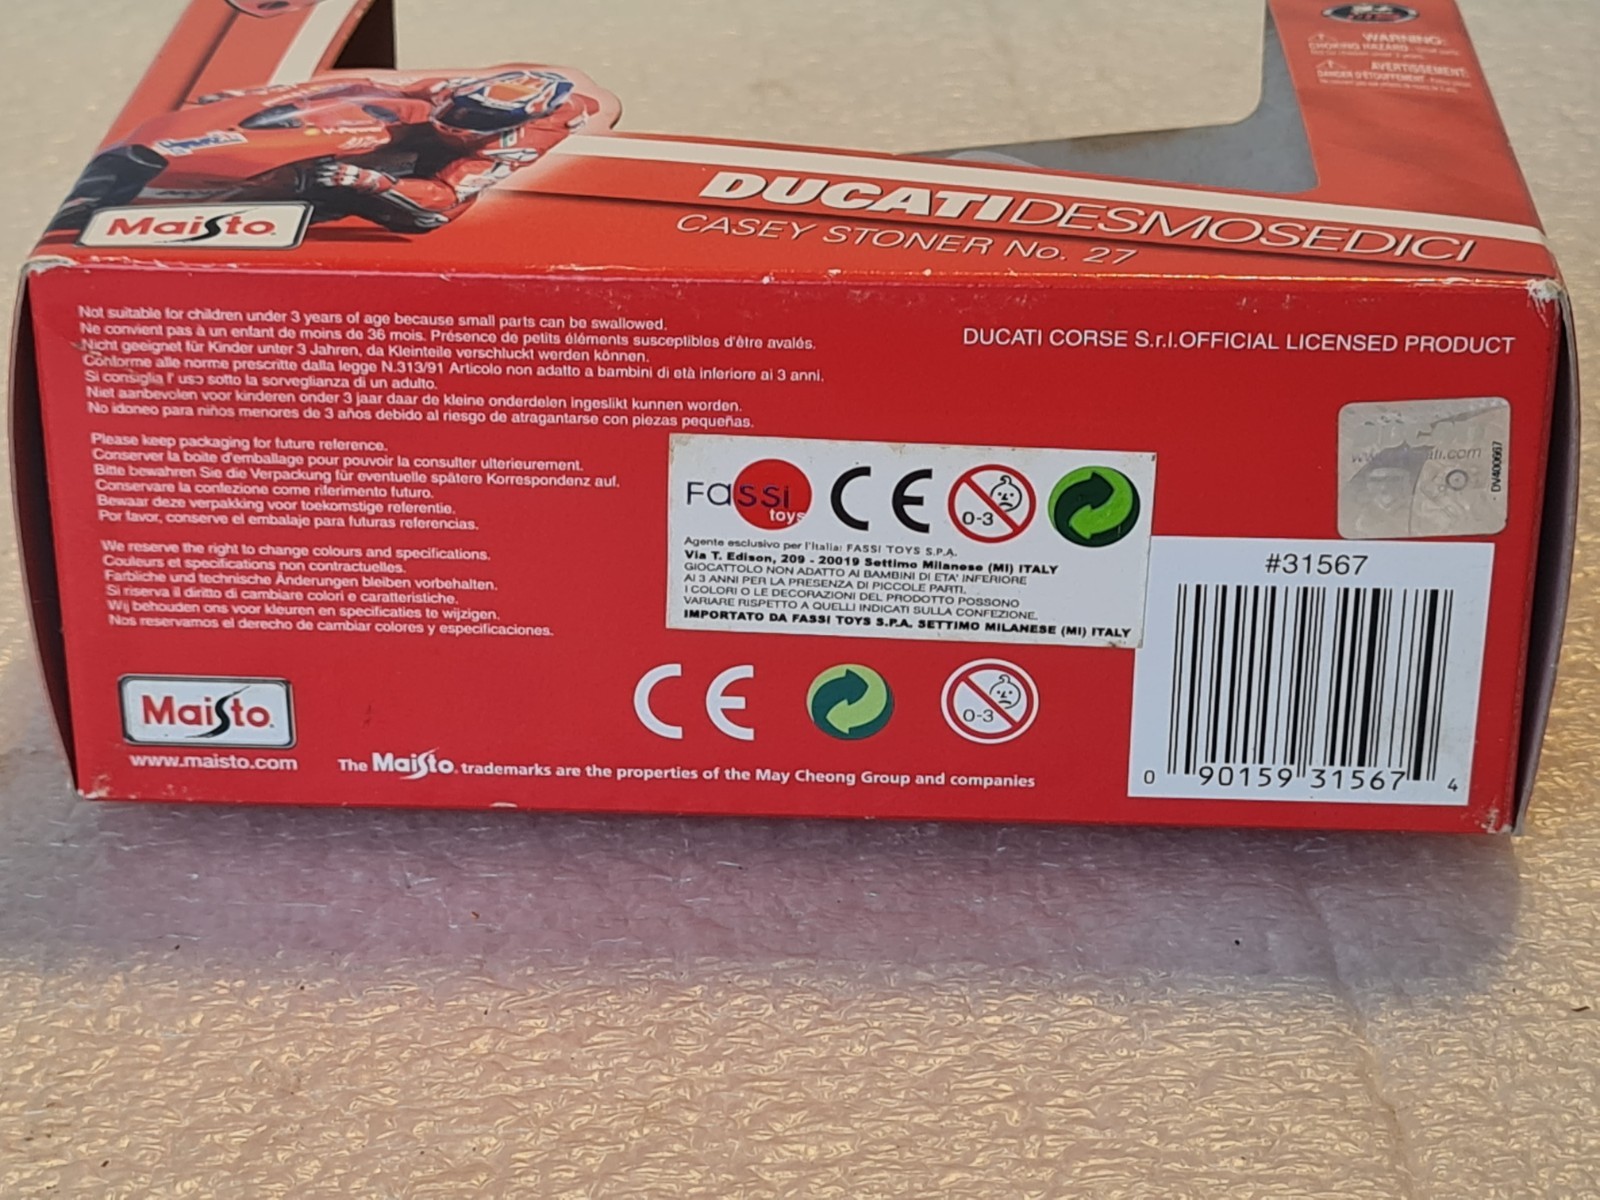 WARNING:
CHOKING HAZARD - Small parts
AVERTISSEMENT:
DANGER D'ÉTOUFFEMENT
V-Power
Maisto
DUCATIDESMOSEDICI
CASEY STONER No. 27
Not suitable for children under 3 years of age because small parts can be swallowed.
Ne convient pas à un enfant de moins de 36 mois. Présence de petits éléments susceptibles d'être avalés.
Nicht geeignet für Kinder unter 3 Jahren, da Kleinteile verschluckt werden können.
Conforme alle norme prescritte dalla legge N.313/91 Articolo non adatto a bambini di età inferiore ai 3 anni.
Si consiglia l' uso sotto la sorveglianza di un adulto.
Niet aanbevolen voor kinderen onder 3 jaar daar de kleine onderdelen ingeslikt kunnen worden.
No idoneo para niños menores de 3 años debido al riesgo de atragantarse con piezas pequeñas.
DUCATI CORSE S.r.l.OFFICIAL LICENSED PRODUCT
Please keep packaging for future reference.
Conserver la boite d'emballage pour pouvoir la consulter ulterieurement.
Bitte bewahren Sie die Verpackung für eventuelle spätere Korrespondenz auf.
Conservare la confezione come riferimento futuro.
Bewaar deze verpakking voor toekomstige referentie.
Por favor, conserve el embalaje para futuras referencias.
We reserve the right to change colours and specifications.
Couleurs et specifications non contractuelles.
Farbliche und technische Änderungen bleiben vorbehalten.
Si riserva il diritto di cambiare colori e caratteristiche.
Wij behouden ons voor kleuren en specificaties te wijzigen.
Nos reservamos el derecho de cambiar colores y especificaciones.
Fassi toys CE 0-3
Agente esclusivo per l'Italia: FASSI TOYS S.P.A.
Via T. Edison, 209 - 20019 Settimo Milanese (MI) ITALY
GIOCATTOLO NON ADATTO AI BAMBINI DI ETA' INFERIORE
AI 3 ANNI PER LA PRESENZA DI PICCOLE PARTI.
I COLORI O LE DECORAZIONI DEL PRODOTTO POSSONO
VARIARE RISPETTO A QUELLI INDICATI SULLA CONFEZIONE.
IMPORTATO DA FASSI TOYS S.P.A. SETTIMO MILANESE (MI) ITALY
DV400667
#31567
0 90159 31567 4
CE 0-3
Maisto
www.maisto.com
The Maisto. trademarks are the properties of the May Cheong Group and companies